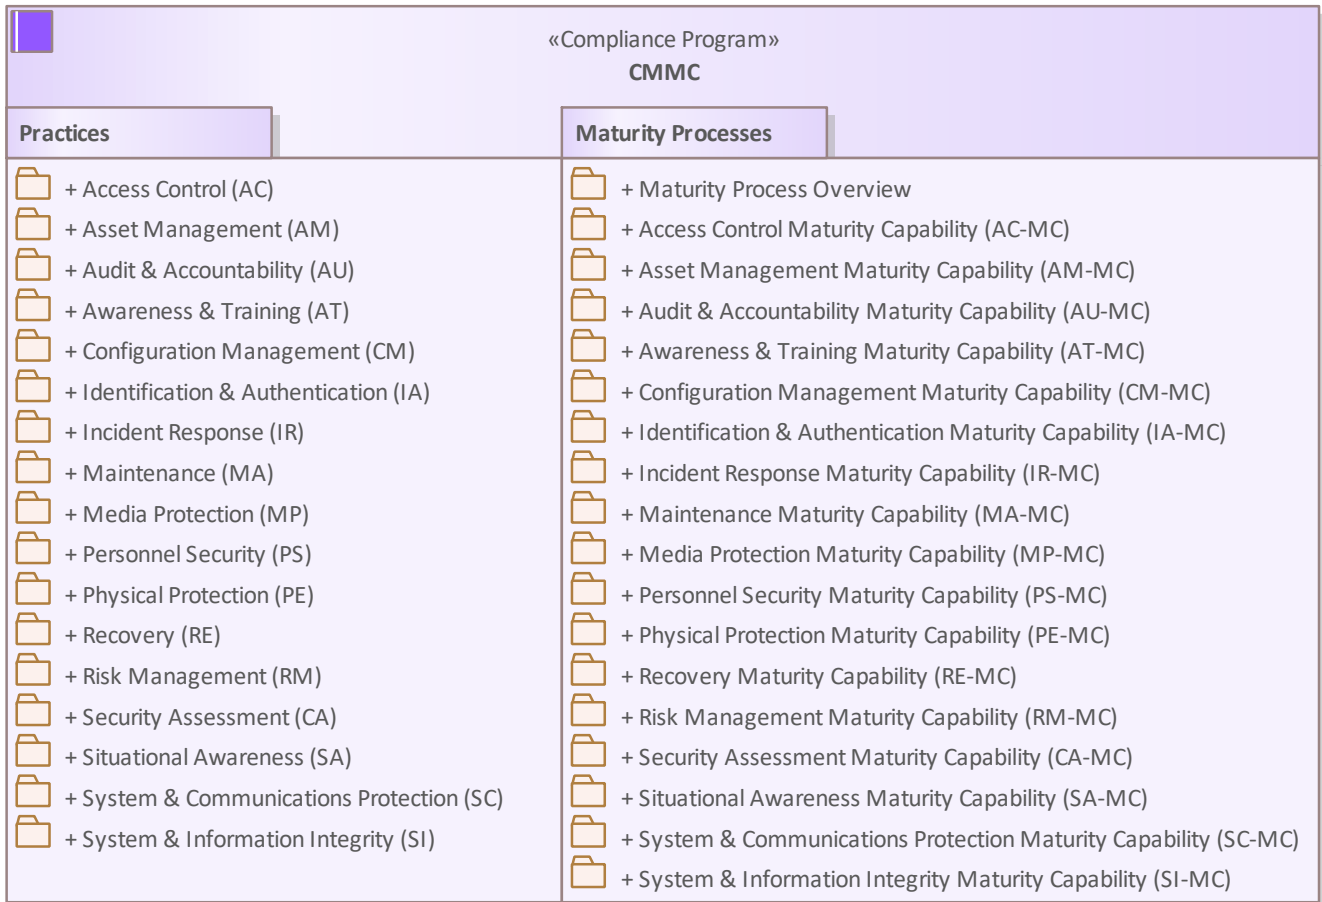 «Compliance Program»
CMMC
Practices
+ Access Control (AC)
+ Asset Management (AM)
+ Audit & Accountability (AU)
+ Awareness & Training (AT)
+ Configuration Management (CM)
+ Identification & Authentication (IA)
+ Incident Response (IR)
+ Maintenance (MA)
+ Media Protection (MP)
+ Personnel Security (PS)
+ Physical Protection (PE)
+ Recovery (RE)
+ Risk Management (RM)
+ Security Assessment (CA)
+ Situational Awareness (SA)
+ System & Communications Protection (SC)
+ System & Information Integrity (SI)
Maturity Processes
+ Maturity Process Overview
+ Access Control Maturity Capability (AC-MC)
+ Asset Management Maturity Capability (AM-MC)
+ Audit & Accountability Maturity Capability (AU-MC)
+ Awareness & Training Maturity Capability (AT-MC)
+ Configuration Management Maturity Capability (CM-MC)
+ Identification & Authentication Maturity Capability (IA-MC)
+ Incident Response Maturity Capability (IR-MC)
+ Maintenance Maturity Capability (MA-MC)
+ Media Protection Maturity Capability (MP-MC)
+ Personnel Security Maturity Capability (PS-MC)
+ Physical Protection Maturity Capability (PE-MC)
+ Recovery Maturity Capability (RE-MC)
+ Risk Management Maturity Capability (RM-MC)
+ Security Assessment Maturity Capability (CA-MC)
+ Situational Awareness Maturity Capability (SA-MC)
+ System & Communications Protection Maturity Capability (SC-MC)
+ System & Information Integrity Maturity Capability (SI-MC)